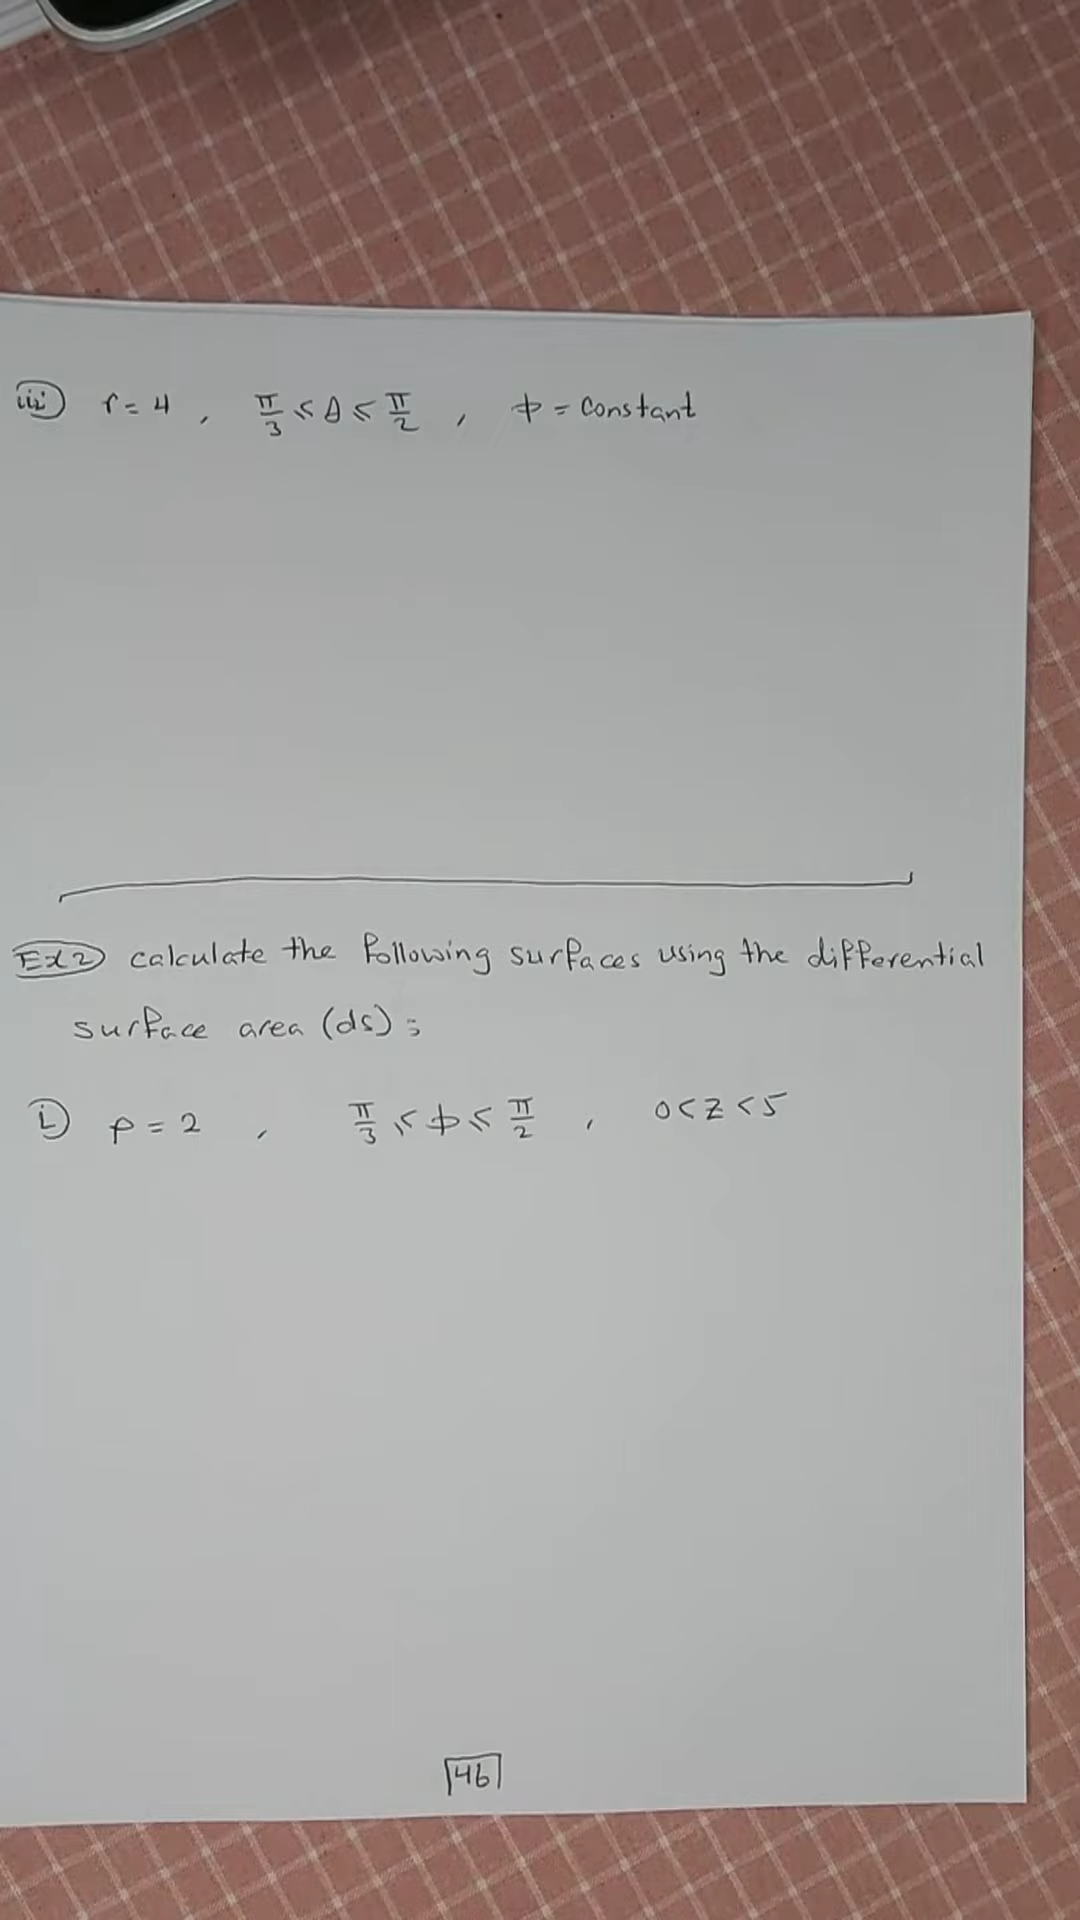 iii) r = 4 , π/3 ≤ θ ≤ π/2 , ϕ = constant
Ex2) calculate the following surfaces using the differential
surface area (ds) :
i) ρ = 2 , π/3 ≤ ϕ ≤ π/2 , 0 < z < 5
46